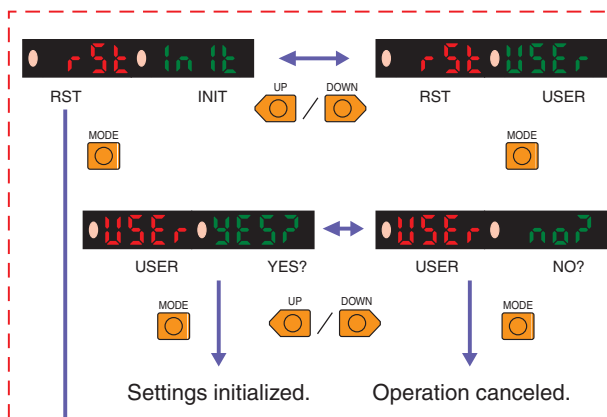 rSt InIt rSt USEr
RST INIT UP DOWN RST USER
/
MODE MODE
USEr YES? USEr no?
USER YES? USER NO?
MODE UP DOWN MODE
/
Settings initialized. Operation canceled.